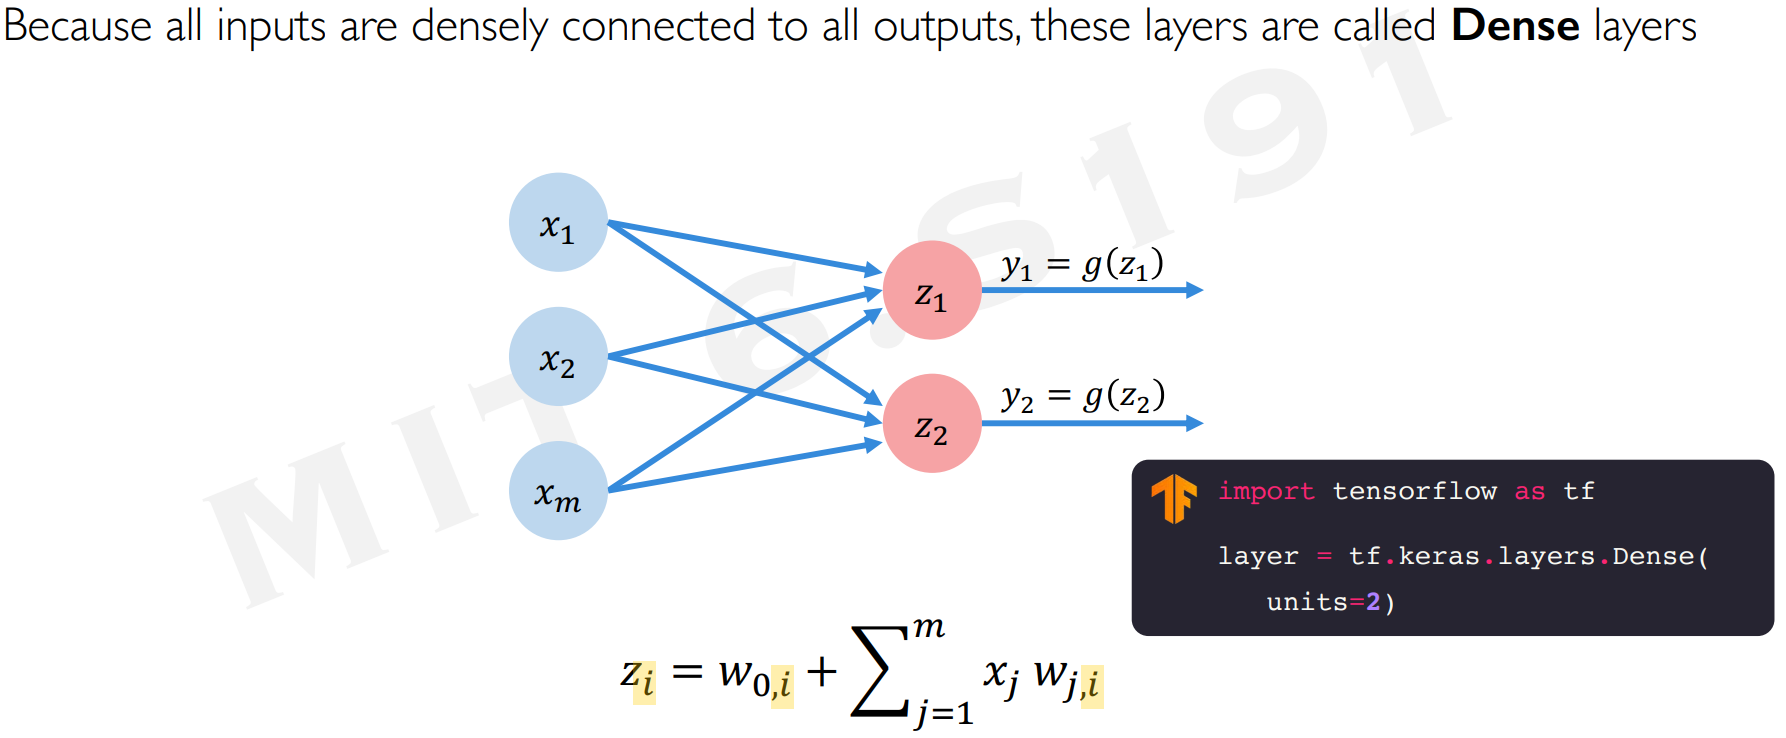 Because all inputs are densely connected to all outputs, these layers are called Dense layers
MIT 6.S191
x₁
x₂
xₘ
z₁
z₂
y₁ = g(z₁)
y₂ = g(z₂)
import tensorflow as tf
layer = tf.keras.layers.Dense(
units=2)
zᵢ = w₀,ᵢ + ∑ᵐⱼ₌₁ xⱼ wⱼ,ᵢ